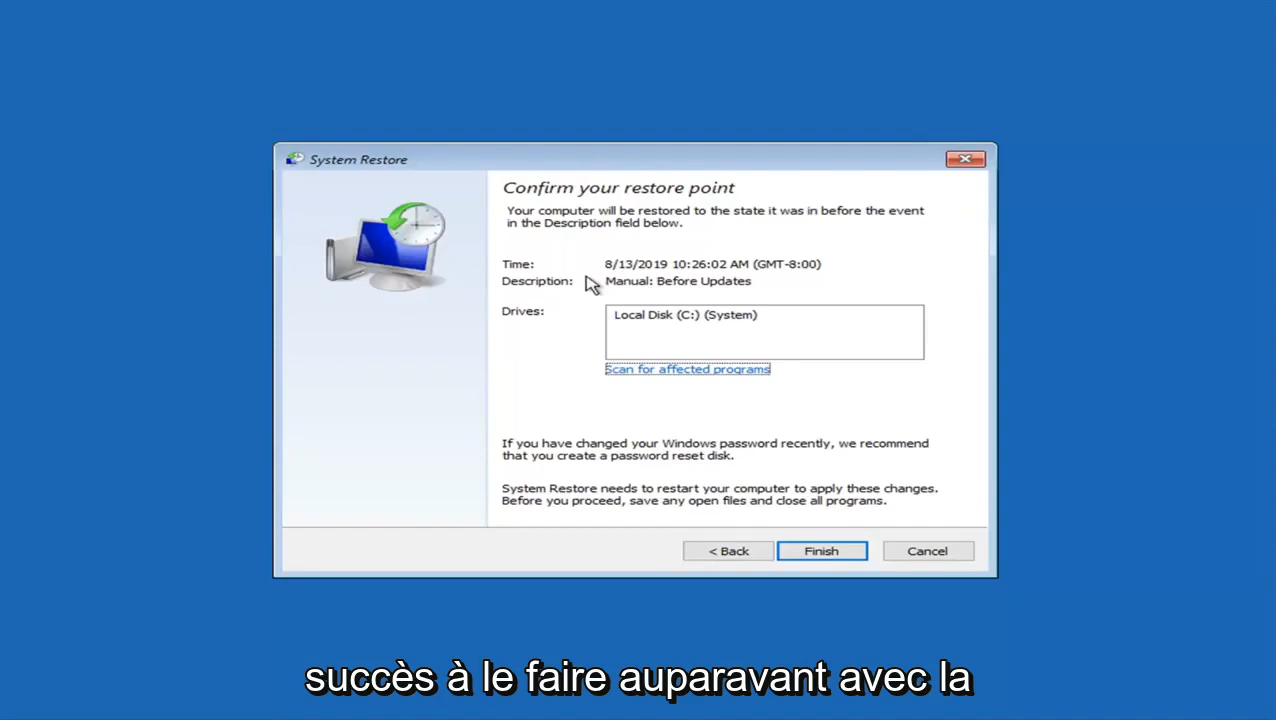 System Restore
Confirm your restore point
Your computer will be restored to the state it was in before the event
in the Description field below.
Time: 8/13/2019 10:26:02 AM (GMT-8:00)
Description: Manual: Before Updates
Drives: Local Disk (C:) (System)
Scan for affected programs
If you have changed your Windows password recently, we recommend
that you create a password reset disk.
System Restore needs to restart your computer to apply these changes.
Before you proceed, save any open files and close all programs.
< Back Finish Cancel
succès à le faire auparavant avec la